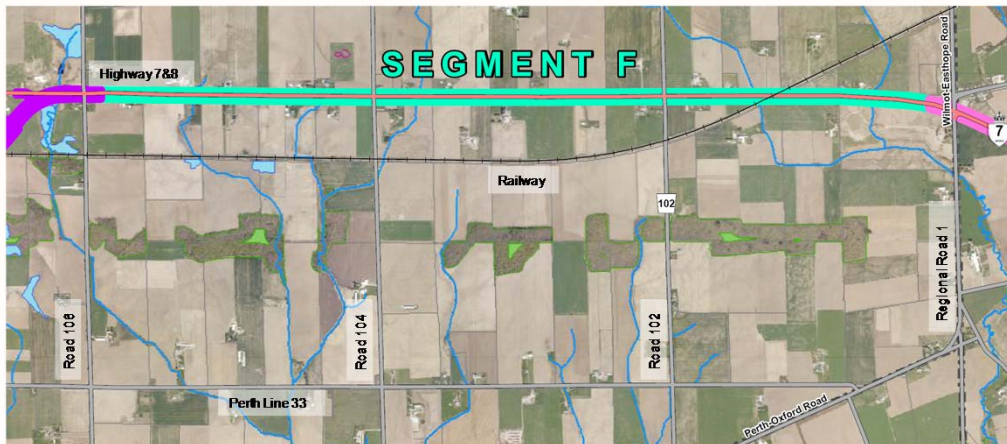 Highway 7&8
SEGMENT F
Wilmot-Easthope Road
7
Railway
102
Road 106
Road 104
Road 102
Regional Road 1
Perth Line 33
Perth-Oxford Road